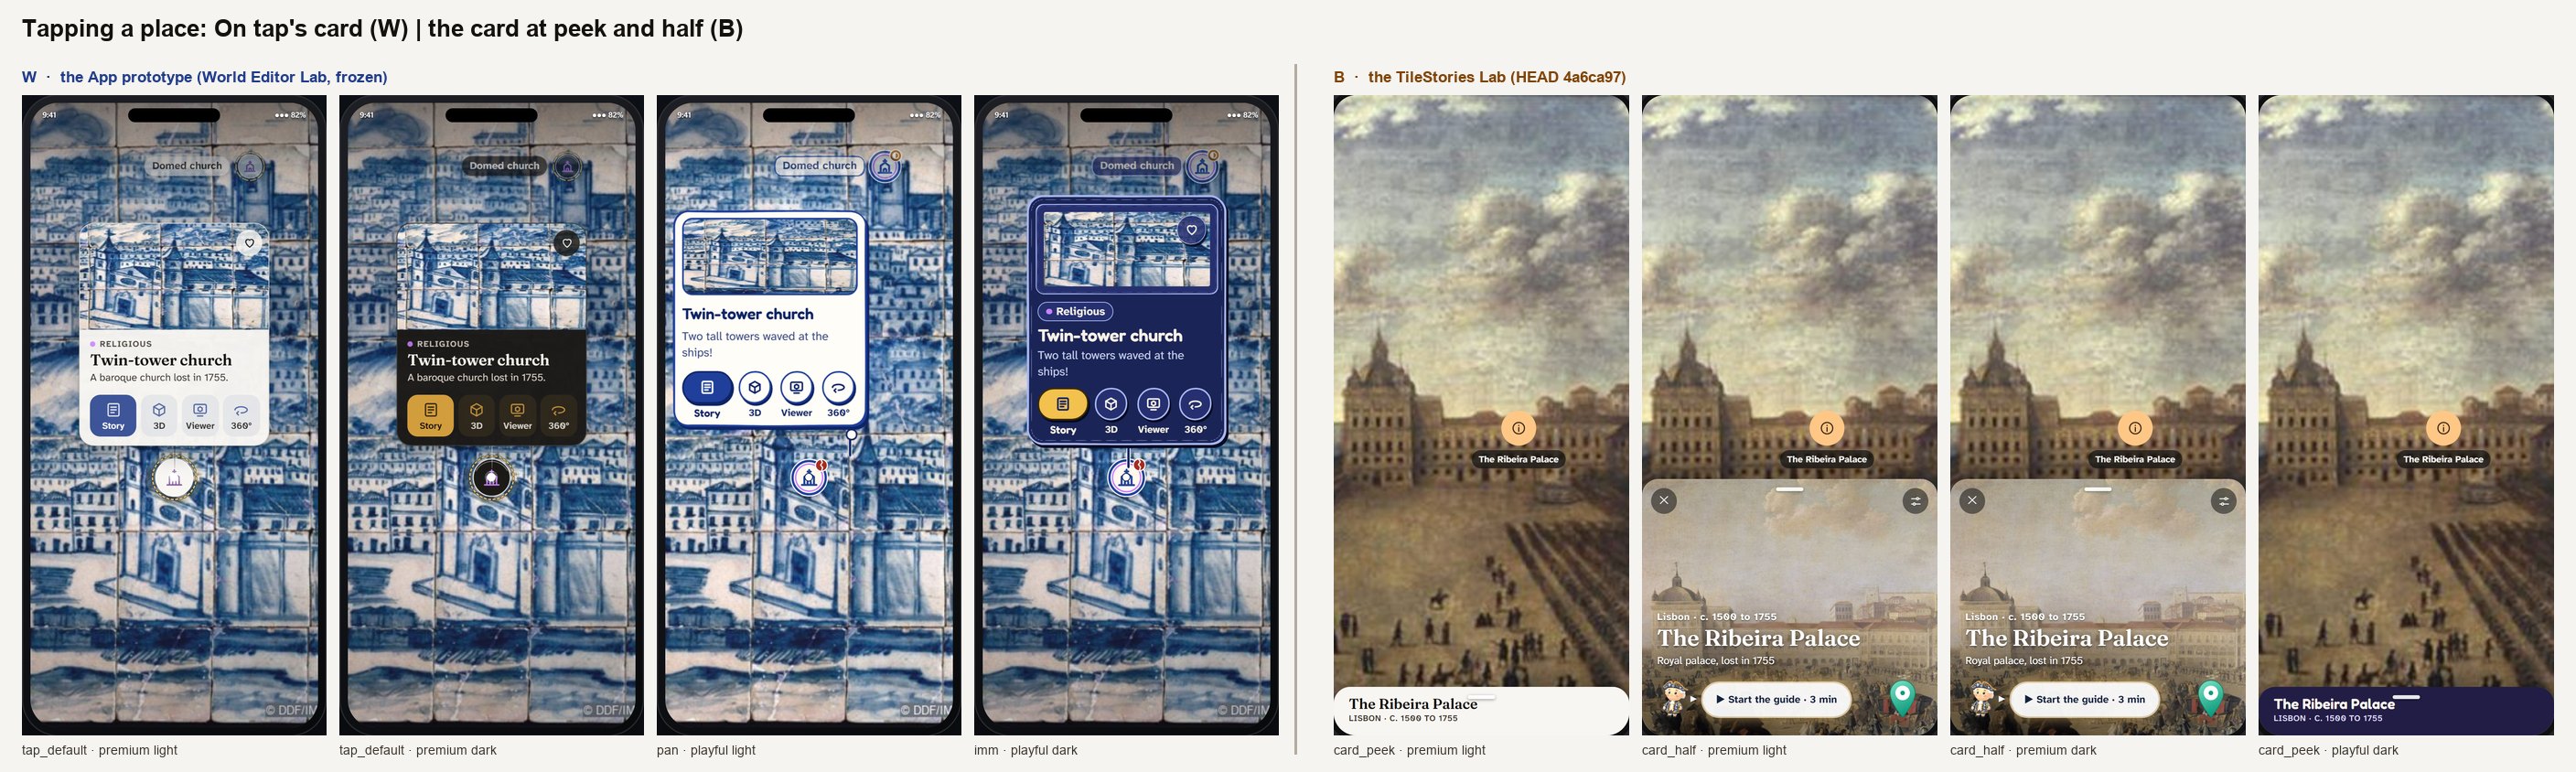 Tapping a place: On tap's card (W) | the card at peek and half (B)
W · the App prototype (World Editor Lab, frozen)
9:41
82%
Domed church
RELIGIOUS
Twin-tower church
A baroque church lost in 1755.
Story
3D
Viewer
360°
© DDF/IM
tap_default · premium light
9:41
82%
Domed church
RELIGIOUS
Twin-tower church
A baroque church lost in 1755.
Story
3D
Viewer
360°
© DDF/IM
tap_default · premium dark
9:41
82%
Domed church
Twin-tower church
Two tall towers waved at the
ships!
Story
3D
Viewer
360°
© DDF/IM
pan · playful light
9:41
82%
Domed church
Religious
Twin-tower church
Two tall towers waved at the
ships!
Story
3D
Viewer
360°
© DDF/IM
imm · playful dark
B · the TileStories Lab (HEAD 4a6ca97)
The Ribeira Palace
The Ribeira Palace
LISBON · C. 1500 TO 1755
card_peek · premium light
The Ribeira Palace
Lisbon · c. 1500 to 1755
The Ribeira Palace
Royal palace, lost in 1755
Start the guide · 3 min
card_half · premium light
The Ribeira Palace
Lisbon · c. 1500 to 1755
The Ribeira Palace
Royal palace, lost in 1755
Start the guide · 3 min
card_half · premium dark
The Ribeira Palace
The Ribeira Palace
LISBON · C. 1500 TO 1755
card_peek · playful dark